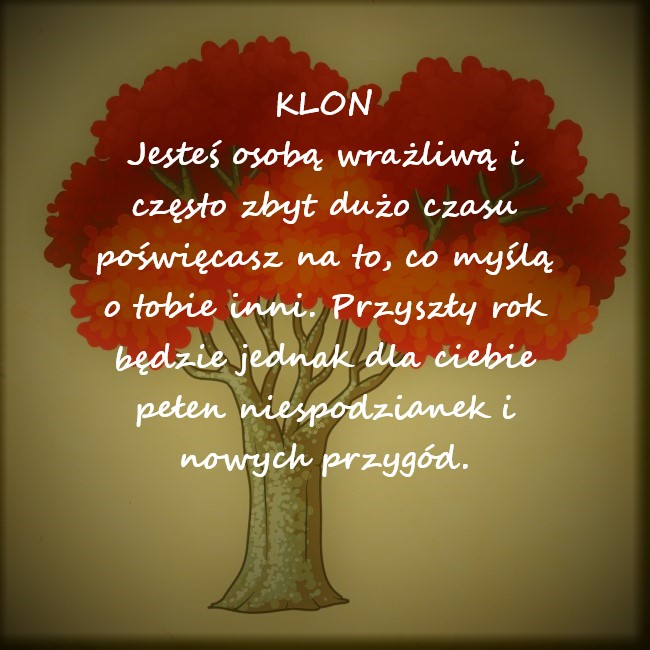 KLON
Jesteś osobą wrażliwą i
często zbyt dużo czasu
poświęcasz na to, co myślą
o tobie inni. Przyszły rok
będzie jednak dla ciebie
pełen niespodzianek i
nowych przygód.